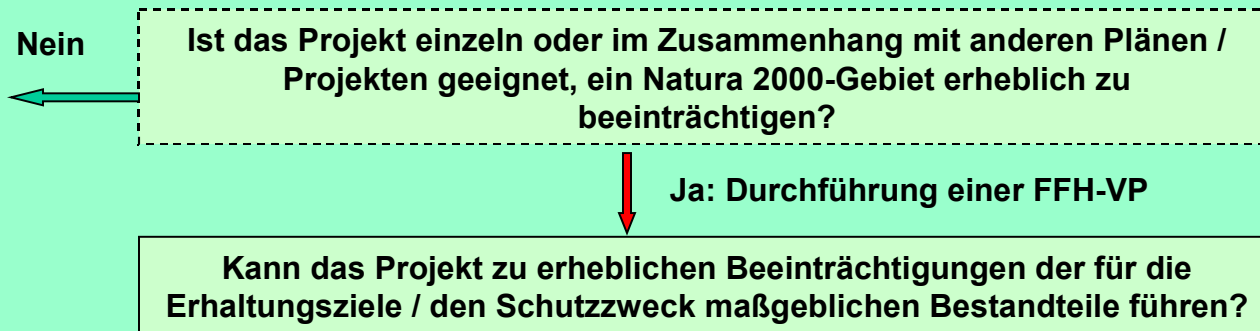 Nein
Ist das Projekt einzeln oder im Zusammenhang mit anderen Plänen /
Projekten geeignet, ein Natura 2000-Gebiet erheblich zu
beeinträchtigen?
Ja: Durchführung einer FFH-VP
Kann das Projekt zu erheblichen Beeinträchtigungen der für die
Erhaltungsziele / den Schutzzweck maßgeblichen Bestandteile führen?